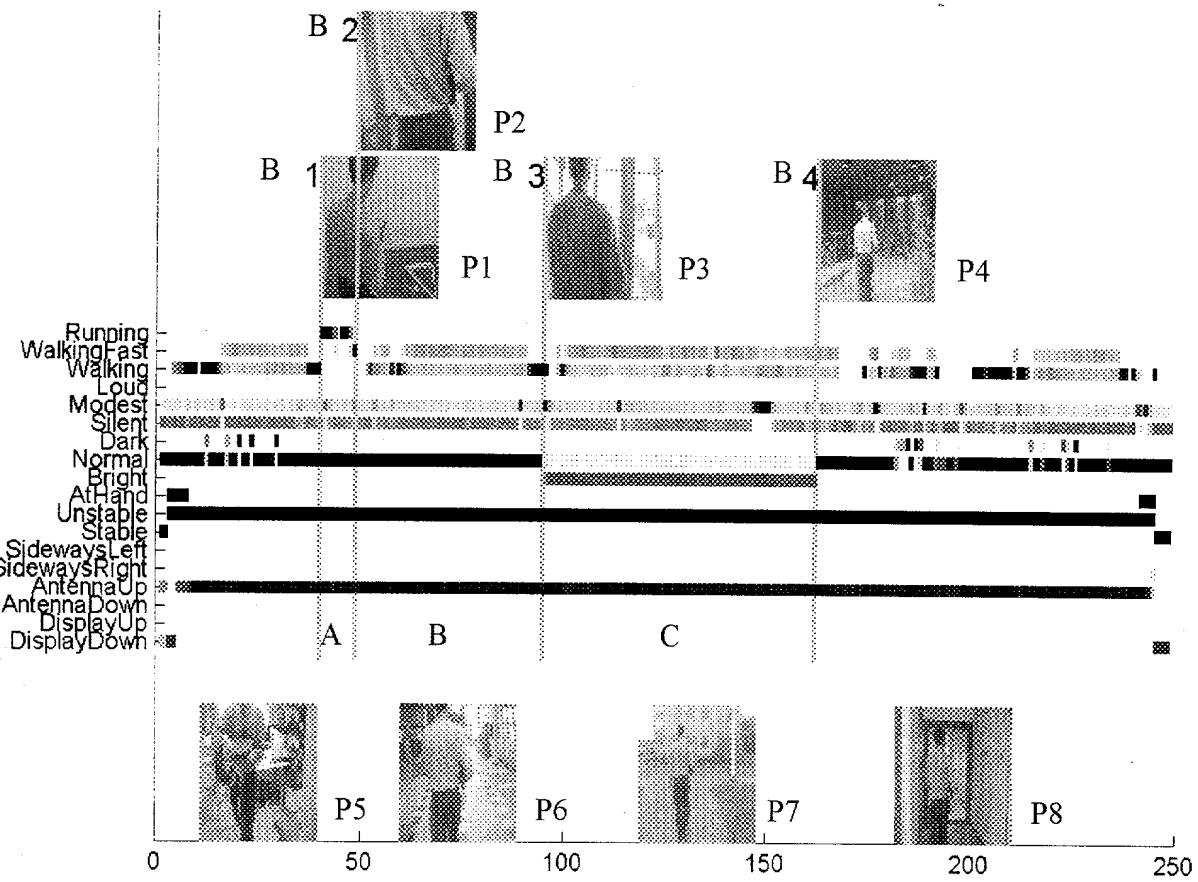 B 2
P2
B 1
P1
B 3
P3
B 4
P4
Running
WalkingFast
Walking
Loud
Modest
Silent
Dark
Normal
Bright
AtHand
Unstable
Stable
SidewaysLeft
SidewaysRight
AntennaUp
AntennaDown
DisplayUp
DisplayDown
A B C
P5 P6 P7 P8
0 50 100 150 200 250